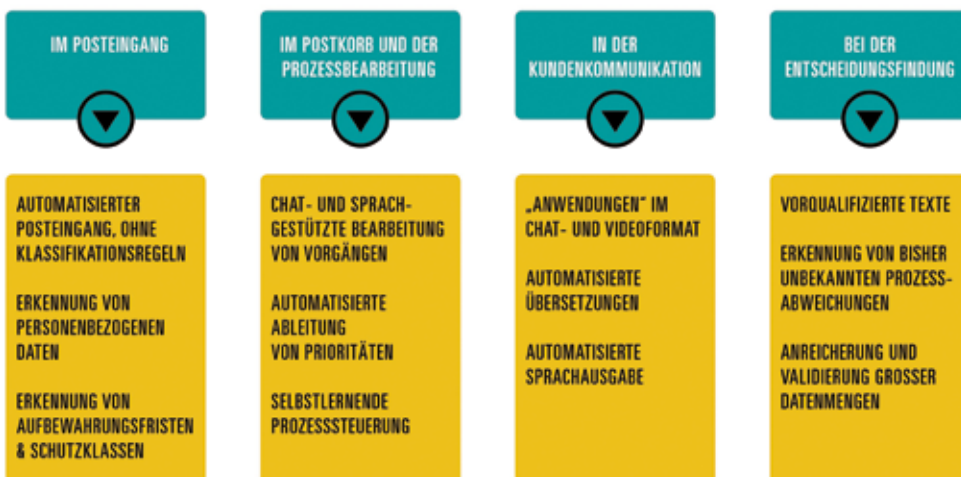 IM POSTEINGANG
IM POSTKORB UND DER
PROZESSBEARBEITUNG
IN DER
KUNDENKOMMUNIKATION
BEI DER
ENTSCHEIDUNGSFINDUNG
AUTOMATISIERTER
POSTEINGANG, OHNE
KLASSIFIKATIONSREGELN
ERKENNUNG VON
PERSONENBEZOGENEN
DATEN
ERKENNUNG VON
AUFBEWAHRUNGSFRISTEN
& SCHUTZKLASSEN
CHAT- UND SPRACH-
GESTÜTZTE BEARBEITUNG
VON VORGÄNGEN
AUTOMATISIERTE
ABLEITUNG
VON PRIORITÄTEN
SELBSTLERNENDE
PROZESSSTEUERUNG
„ANWENDUNGEN" IM
CHAT- UND VIDEOFORMAT
AUTOMATISIERTE
ÜBERSETZUNGEN
AUTOMATISIERTE
SPRACHAUSGABE
VORQUALIFIZIERTE TEXTE
ERKENNUNG VON BISHER
UNBEKANNTEN PROZESS-
ABWEICHUNGEN
ANREICHERUNG UND
VALIDIERUNG GROSSER
DATENMENGEN